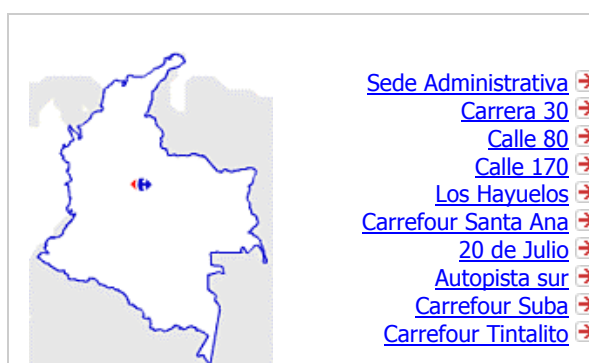 Sede Administrativa
Carrera 30
Calle 80
Calle 170
Los Hayuelos
Carrefour Santa Ana
20 de Julio
Autopista sur
Carrefour Suba
Carrefour Tintalito